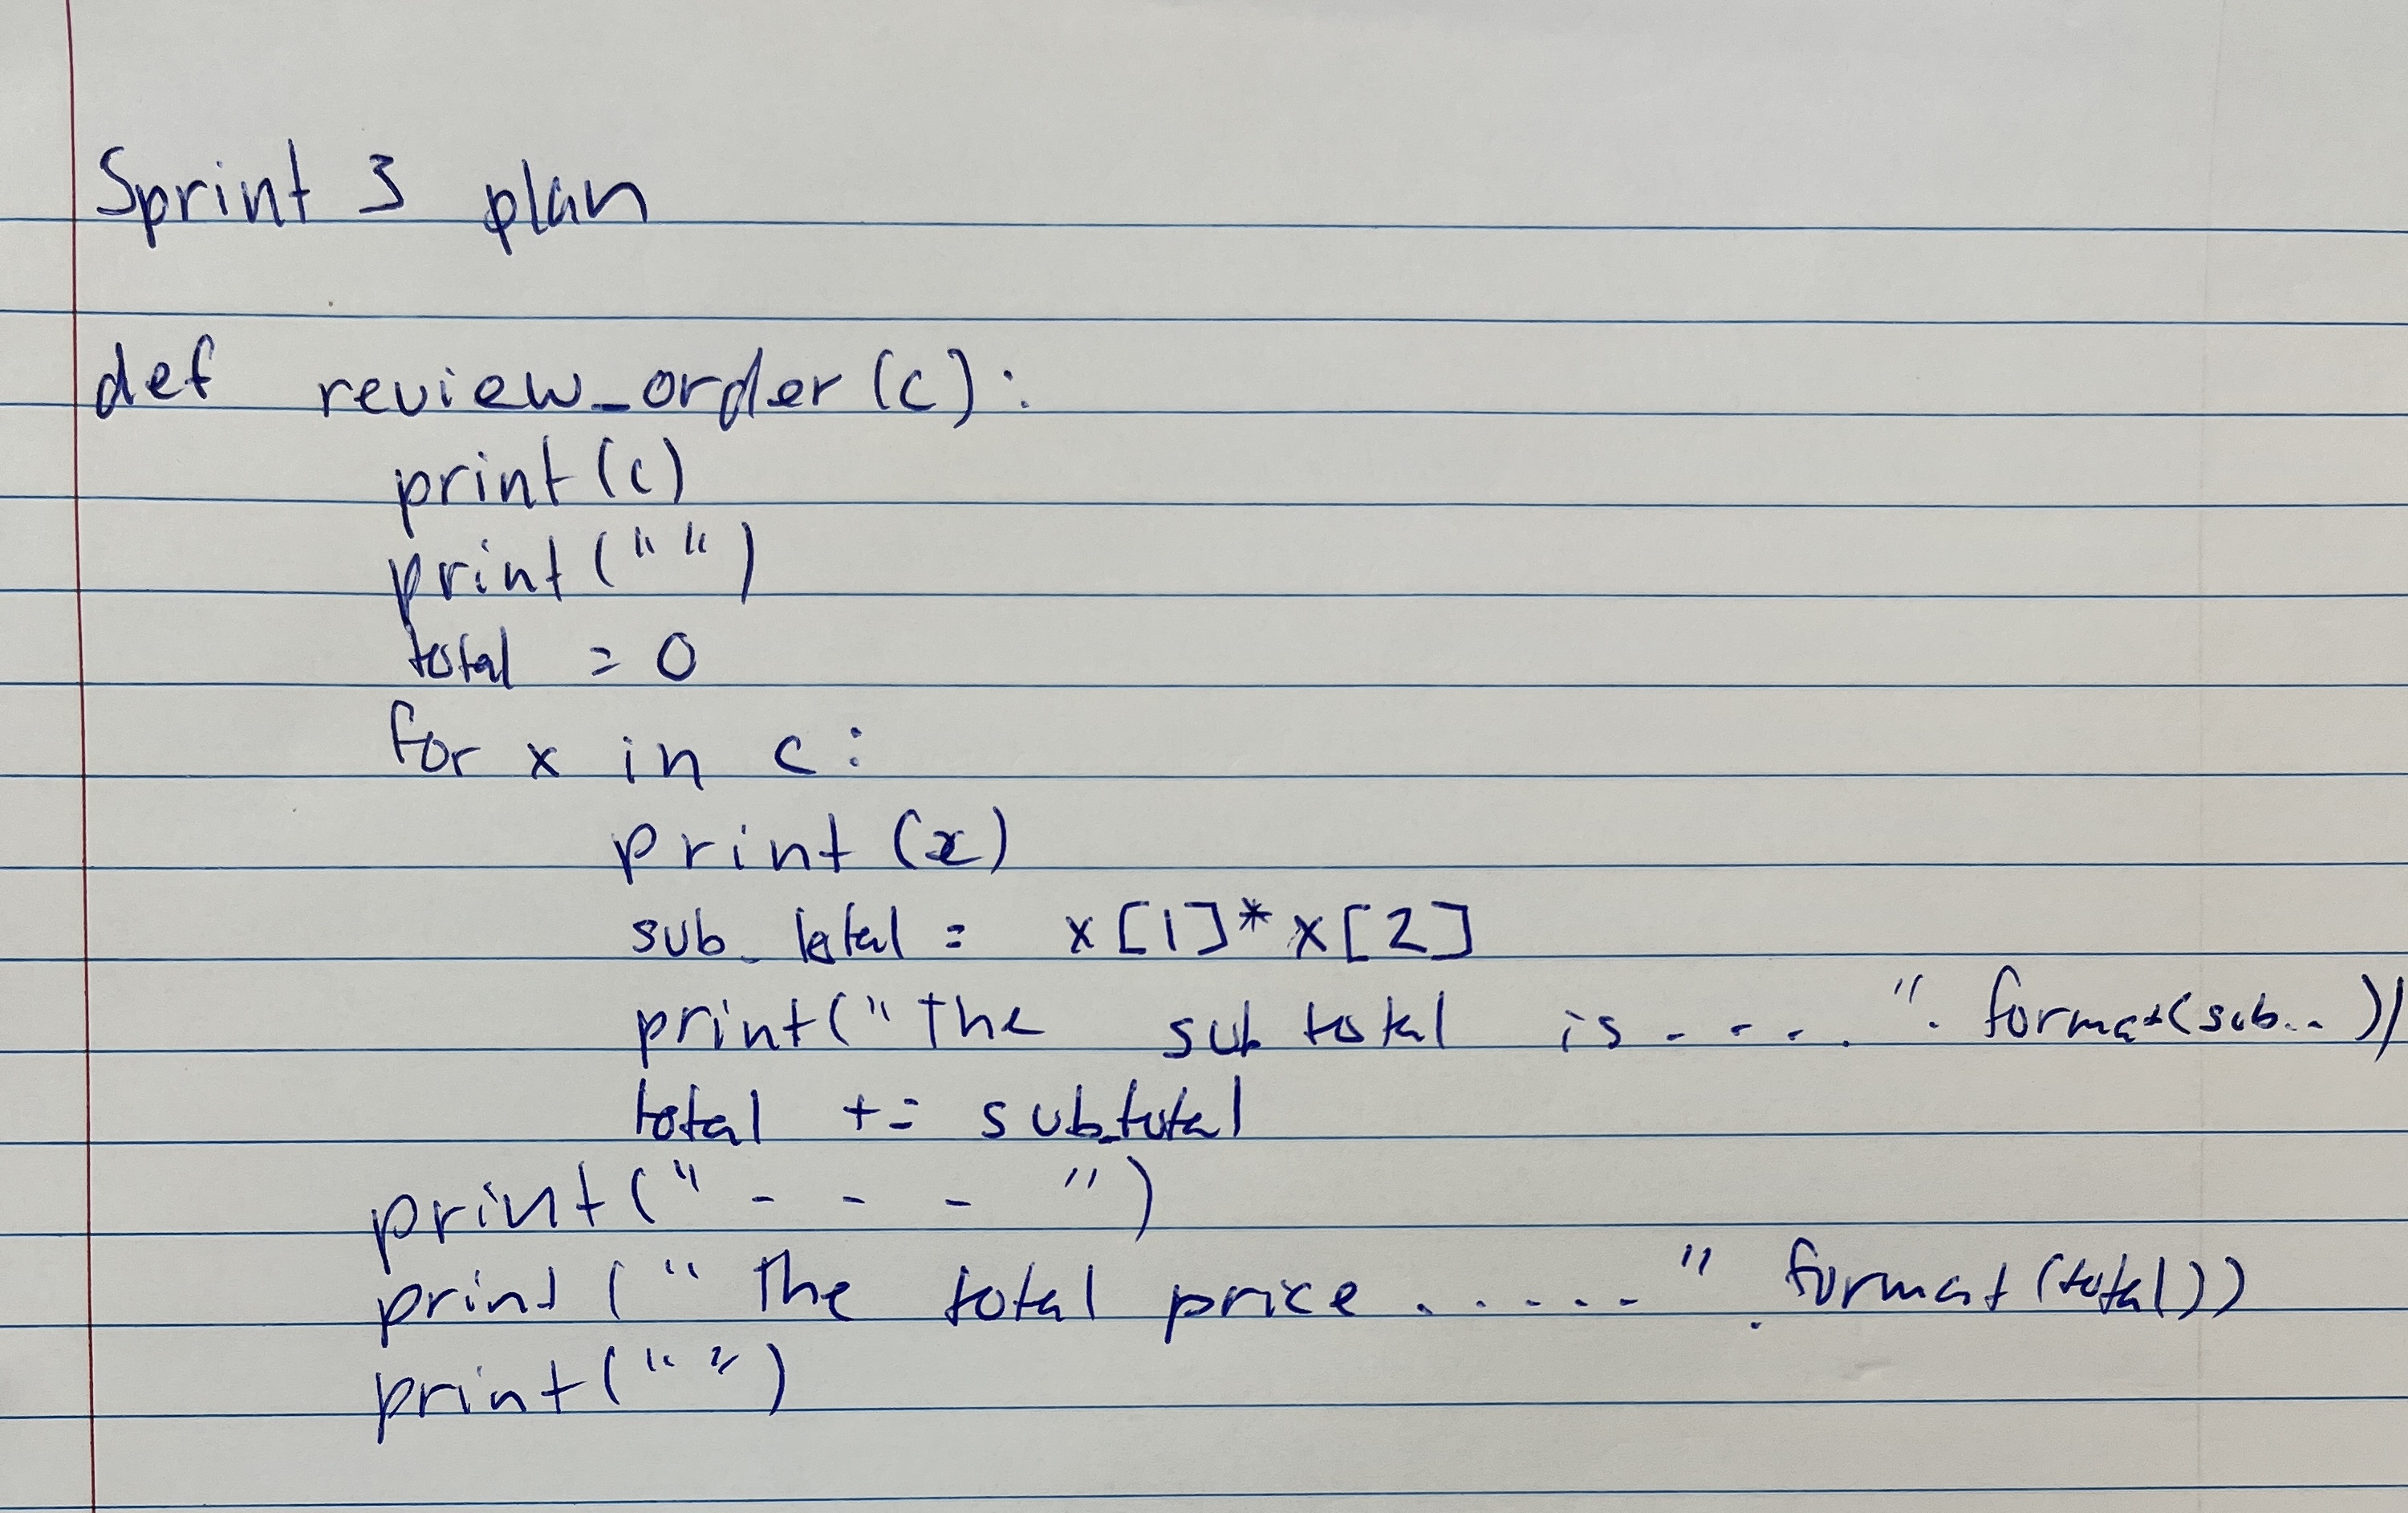 Sprint 3 plan
def review_order (c):
print (c)
print (" ")
total = 0
for x in c:
print (x)
sub_total = x[1]* x[2]
print(" The sub total is - - - . ". format(sub.. ))
total += sub_total
print(" - - - ")
print (" The total price . . - - - ". format (total))
print(" ")